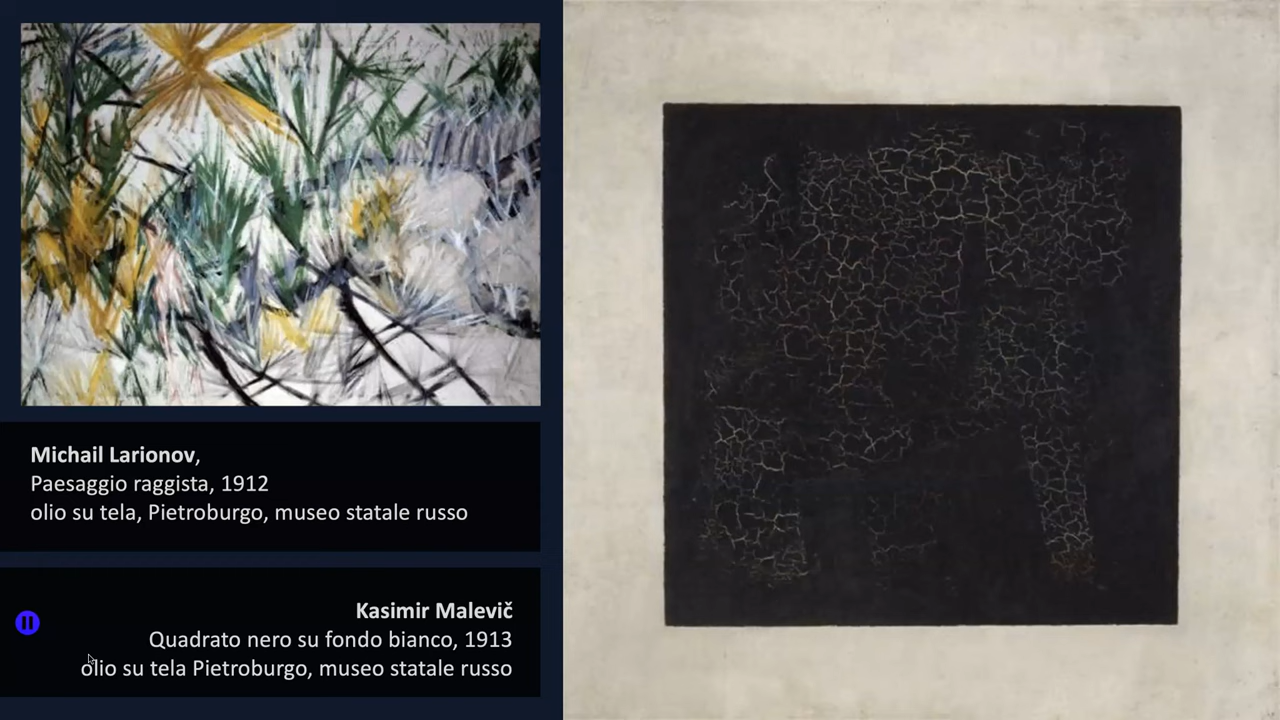 Michail Larionov,
Paesaggio raggista, 1912
olio su tela, Pietroburgo, museo statale russo
Kasimir Malevič
Quadrato nero su fondo bianco, 1913
olio su tela Pietroburgo, museo statale russo